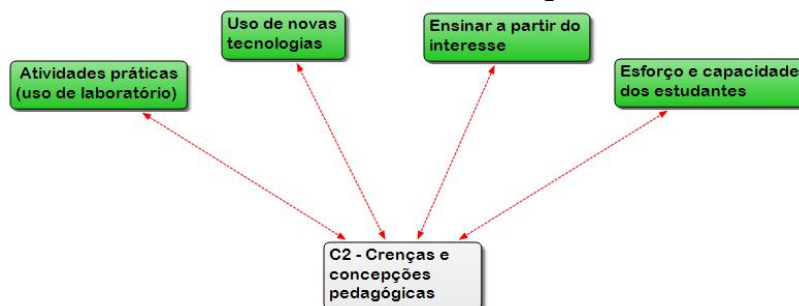 Atividades práticas
(uso de laboratório)
Uso de novas
tecnologias
Ensinar a partir do
interesse
Esforço e capacidade
dos estudantes
C2 - Crenças e
concepções
pedagógicas